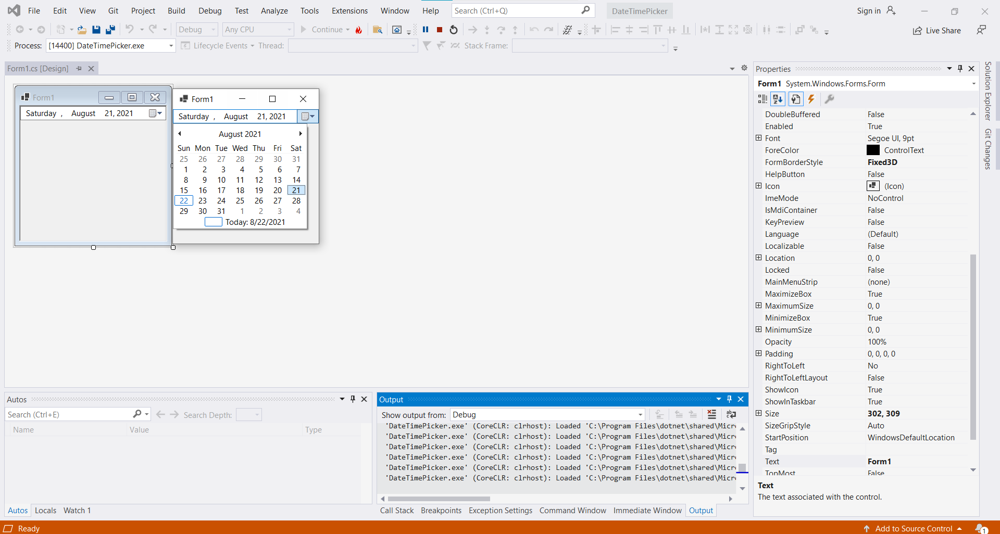 File Edit View Git Project Build Debug Test Analyze Tools Extensions Window Help Search (Ctrl+Q) DateTimePicker Sign in
Debug Any CPU Continue Live Share
Process: [14400] DateTimePicker.exe Lifecycle Events Thread: Stack Frame:
Form1.cs [Design]
Form1
Saturday , August 21, 2021
Form1
Saturday , August 21, 2021
August 2021
Sun Mon Tue Wed Thu Fri Sat
25 26 27 28 29 30 31
1 2 3 4 5 6 7
8 9 10 11 12 13 14
15 16 17 18 19 20 21
22 23 24 25 26 27 28
29 30 31 1 2 3 4
Today: 8/22/2021
Properties
Form1 System.Windows.Forms.Form
DoubleBuffered False
Enabled True
Font Segoe UI, 9pt
ForeColor ControlText
FormBorderStyle Fixed3D
HelpButton False
Icon (Icon)
ImeMode NoControl
IsMdiContainer False
KeyPreview False
Language (Default)
Localizable False
Location 0, 0
Locked False
MainMenuStrip (none)
MaximizeBox True
MaximumSize 0, 0
MinimizeBox True
MinimumSize 0, 0
Opacity 100%
Padding 0, 0, 0, 0
RightToLeft No
RightToLeftLayout False
ShowIcon True
ShowInTaskbar True
Size 302, 309
SizeGripStyle Auto
StartPosition WindowsDefaultLocation
Tag
Text Form1
TopMost False
Text
The text associated with the control.
Solution Explorer
Git Changes
Autos
Search (Ctrl+E) Search Depth:
Name Value Type
Autos Locals Watch 1
Output
Show output from: Debug
'DateTimePicker.exe' (CoreCLR: clrhost): Loaded 'C:\Program Files\dotnet\shared\Micr
'DateTimePicker.exe' (CoreCLR: clrhost): Loaded 'C:\Program Files\dotnet\shared\Micr
'DateTimePicker.exe' (CoreCLR: clrhost): Loaded 'C:\Program Files\dotnet\shared\Micr
'DateTimePicker.exe' (CoreCLR: clrhost): Loaded 'C:\Program Files\dotnet\shared\Micr
'DateTimePicker.exe' (CoreCLR: clrhost): Loaded 'C:\Program Files\dotnet\shared\Micr
'DateTimePicker.exe' (CoreCLR: clrhost): Loaded 'C:\Program Files\dotnet\shared\Micr
Call Stack Breakpoints Exception Settings Command Window Immediate Window Output
Ready Add to Source Control 1